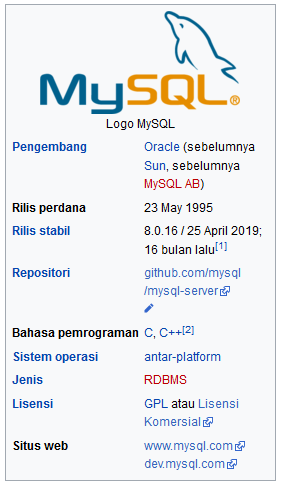 MySQL®
Logo MySQL
Pengembang Oracle (sebelumnya
Sun, sebelumnya
MySQL AB)
Rilis perdana 23 May 1995
Rilis stabil 8.0.16 / 25 April 2019;
16 bulan lalu[1]
Repositori github.com/mysql
/mysql-server
Bahasa pemrograman C, C++[2]
Sistem operasi antar-platform
Jenis RDBMS
Lisensi GPL atau Lisensi
Komersial
Situs web www.mysql.com
dev.mysql.com